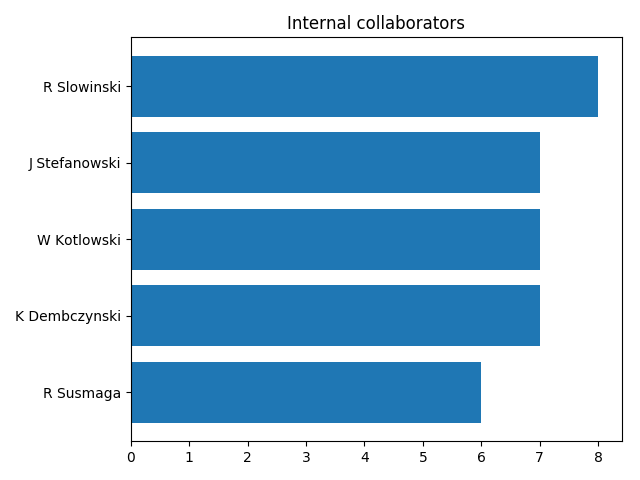 Internal collaborators
R Slowinski
J Stefanowski
W Kotlowski
K Dembczynski
R Susmaga
0 1 2 3 4 5 6 7 8